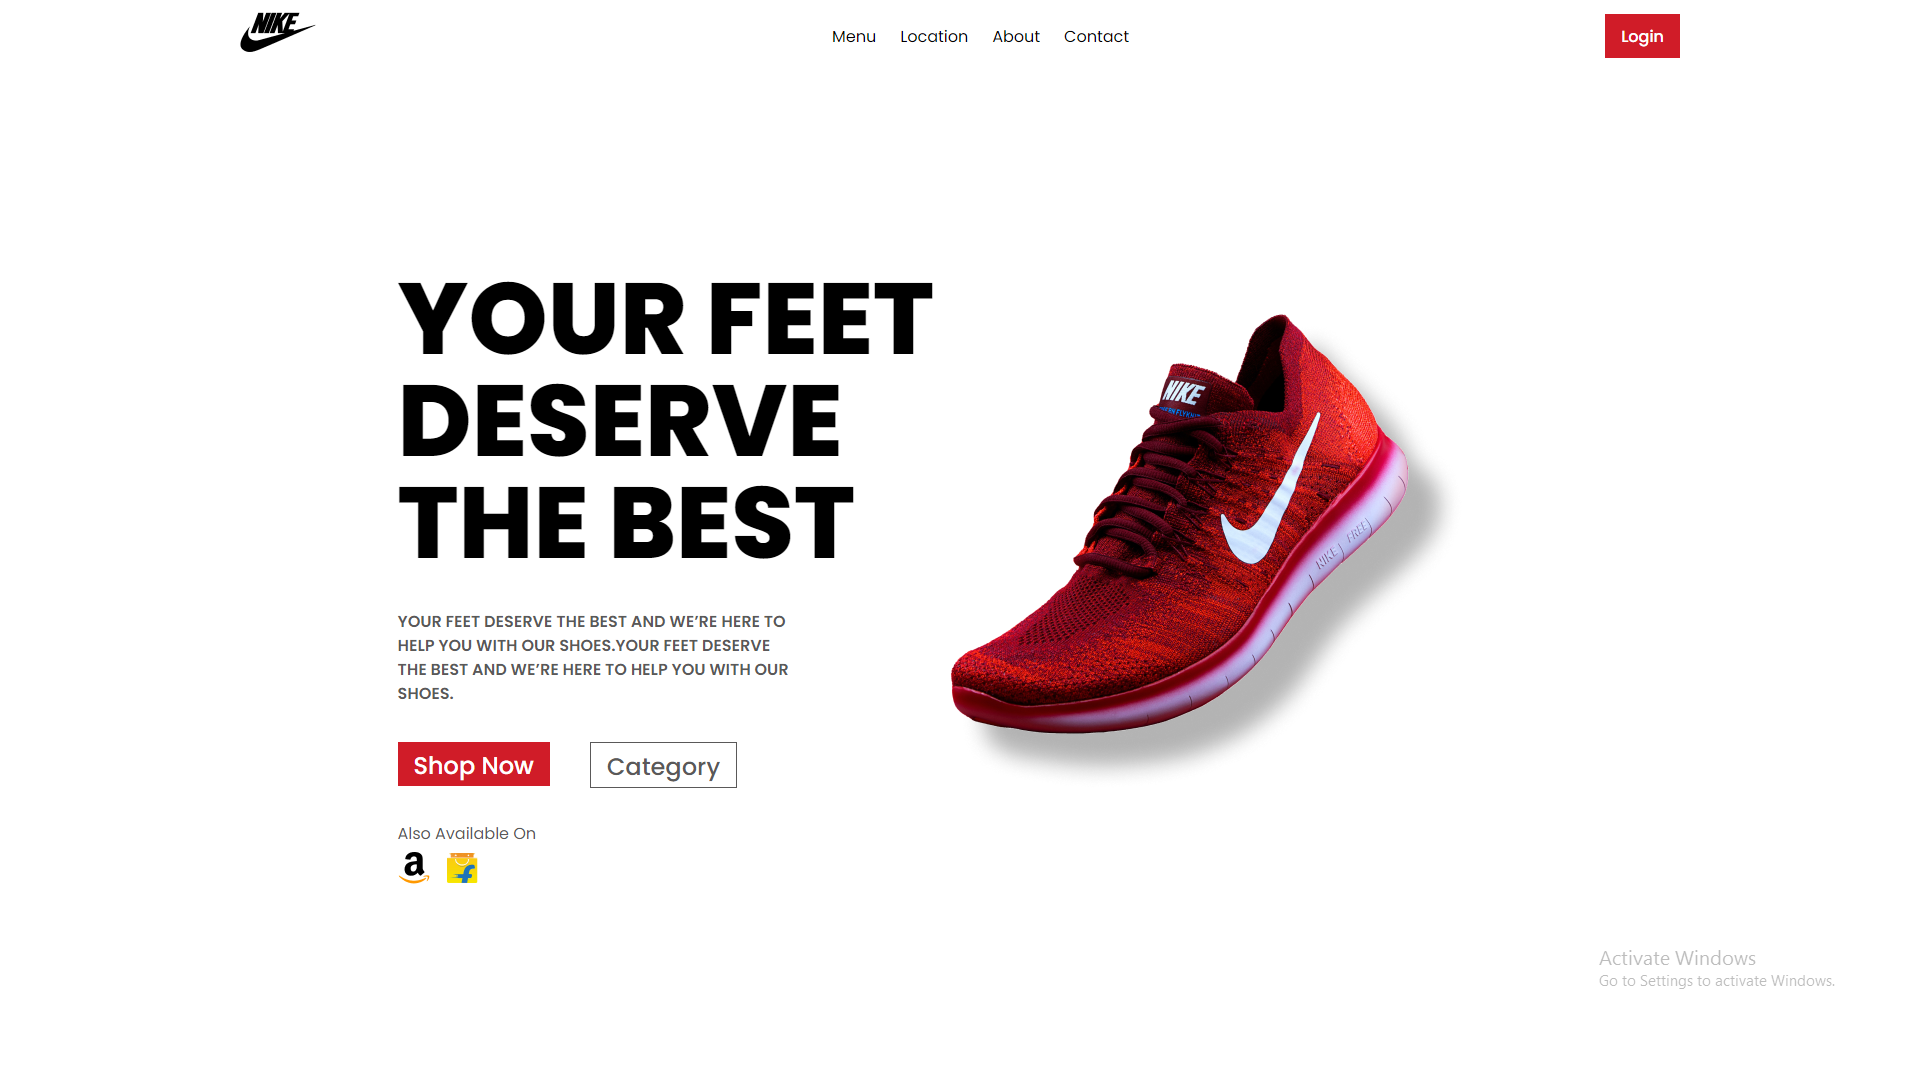 NIKE
Menu
Location
About
Contact
Login
YOUR FEET
DESERVE
THE BEST
YOUR FEET DESERVE THE BEST AND WE’RE HERE TO
HELP YOU WITH OUR SHOES.YOUR FEET DESERVE
THE BEST AND WE’RE HERE TO HELP YOU WITH OUR
SHOES.
Shop Now
Category
Also Available On
a
f
NIKE
NIKE FREE
Activate Windows
Go to Settings to activate Windows.